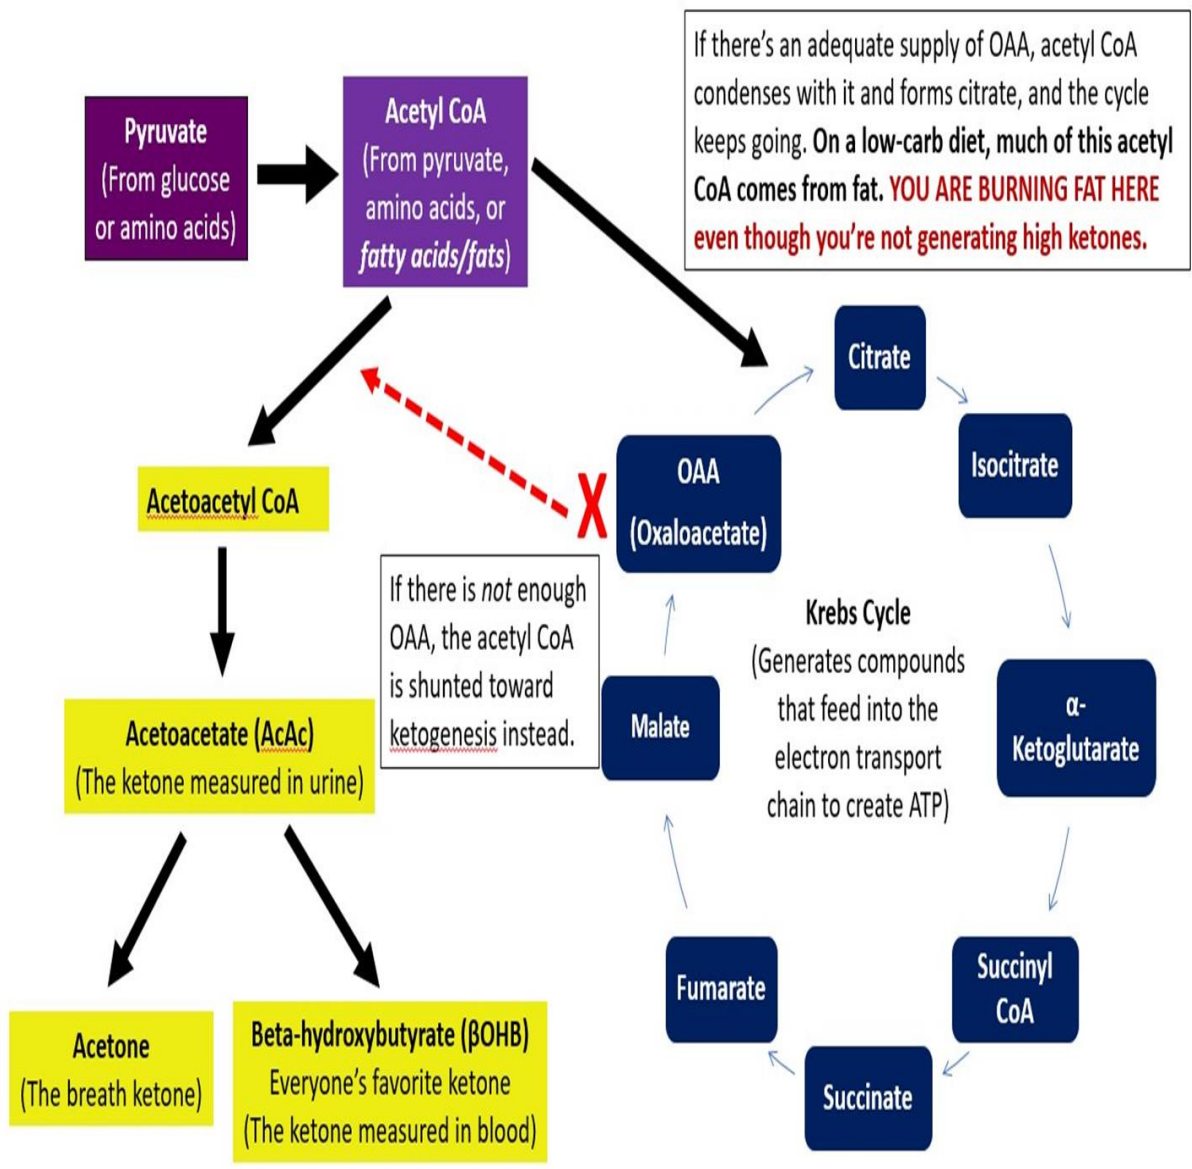 If there's an adequate supply of OAA, acetyl CoA
condenses with it and forms citrate, and the cycle
keeps going. On a low-carb diet, much of this acetyl
CoA comes from fat. YOU ARE BURNING FAT HERE
even though you're not generating high ketones.
Pyruvate
(From glucose
or amino acids)
Acetyl CoA
(From pyruvate,
amino acids, or
fatty acids/fats)
Citrate
Isocitrate
OAA
(Oxaloacetate)
X
Acetoacetyl CoA
If there is not enough
OAA, the acetyl CoA
is shunted toward
ketogenesis instead.
Krebs Cycle
(Generates compounds
that feed into the
electron transport
chain to create ATP)
Malate
α-
Ketoglutarate
Acetoacetate (AcAc)
(The ketone measured in urine)
Fumarate
Succinyl
CoA
Succinate
Acetone
(The breath ketone)
Beta-hydroxybutyrate (βOHB)
Everyone's favorite ketone
(The ketone measured in blood)